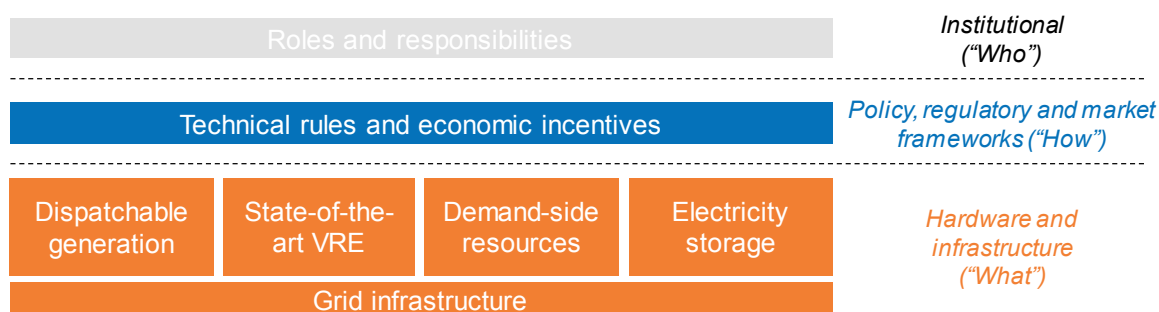 Roles and responsibilities
Institutional
(“Who”)
Technical rules and economic incentives
Policy, regulatory and market
frameworks (“How”)
Dispatchable
generation
State-of-the-
art VRE
Demand-side
resources
Electricity
storage
Hardware and
infrastructure
(“What”)
Grid infrastructure